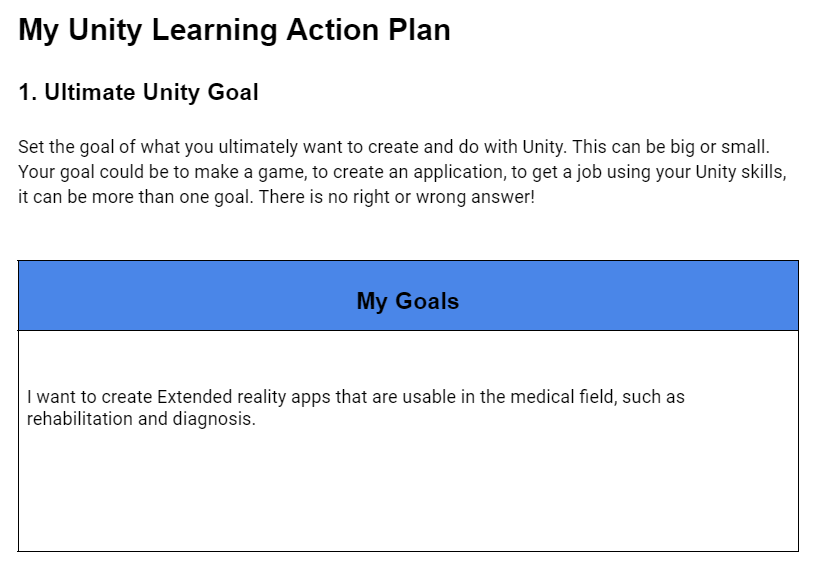 My Unity Learning Action Plan
1. Ultimate Unity Goal
Set the goal of what you ultimately want to create and do with Unity. This can be big or small.
Your goal could be to make a game, to create an application, to get a job using your Unity skills,
it can be more than one goal. There is no right or wrong answer!
My Goals
I want to create Extended reality apps that are usable in the medical field, such as
rehabilitation and diagnosis.